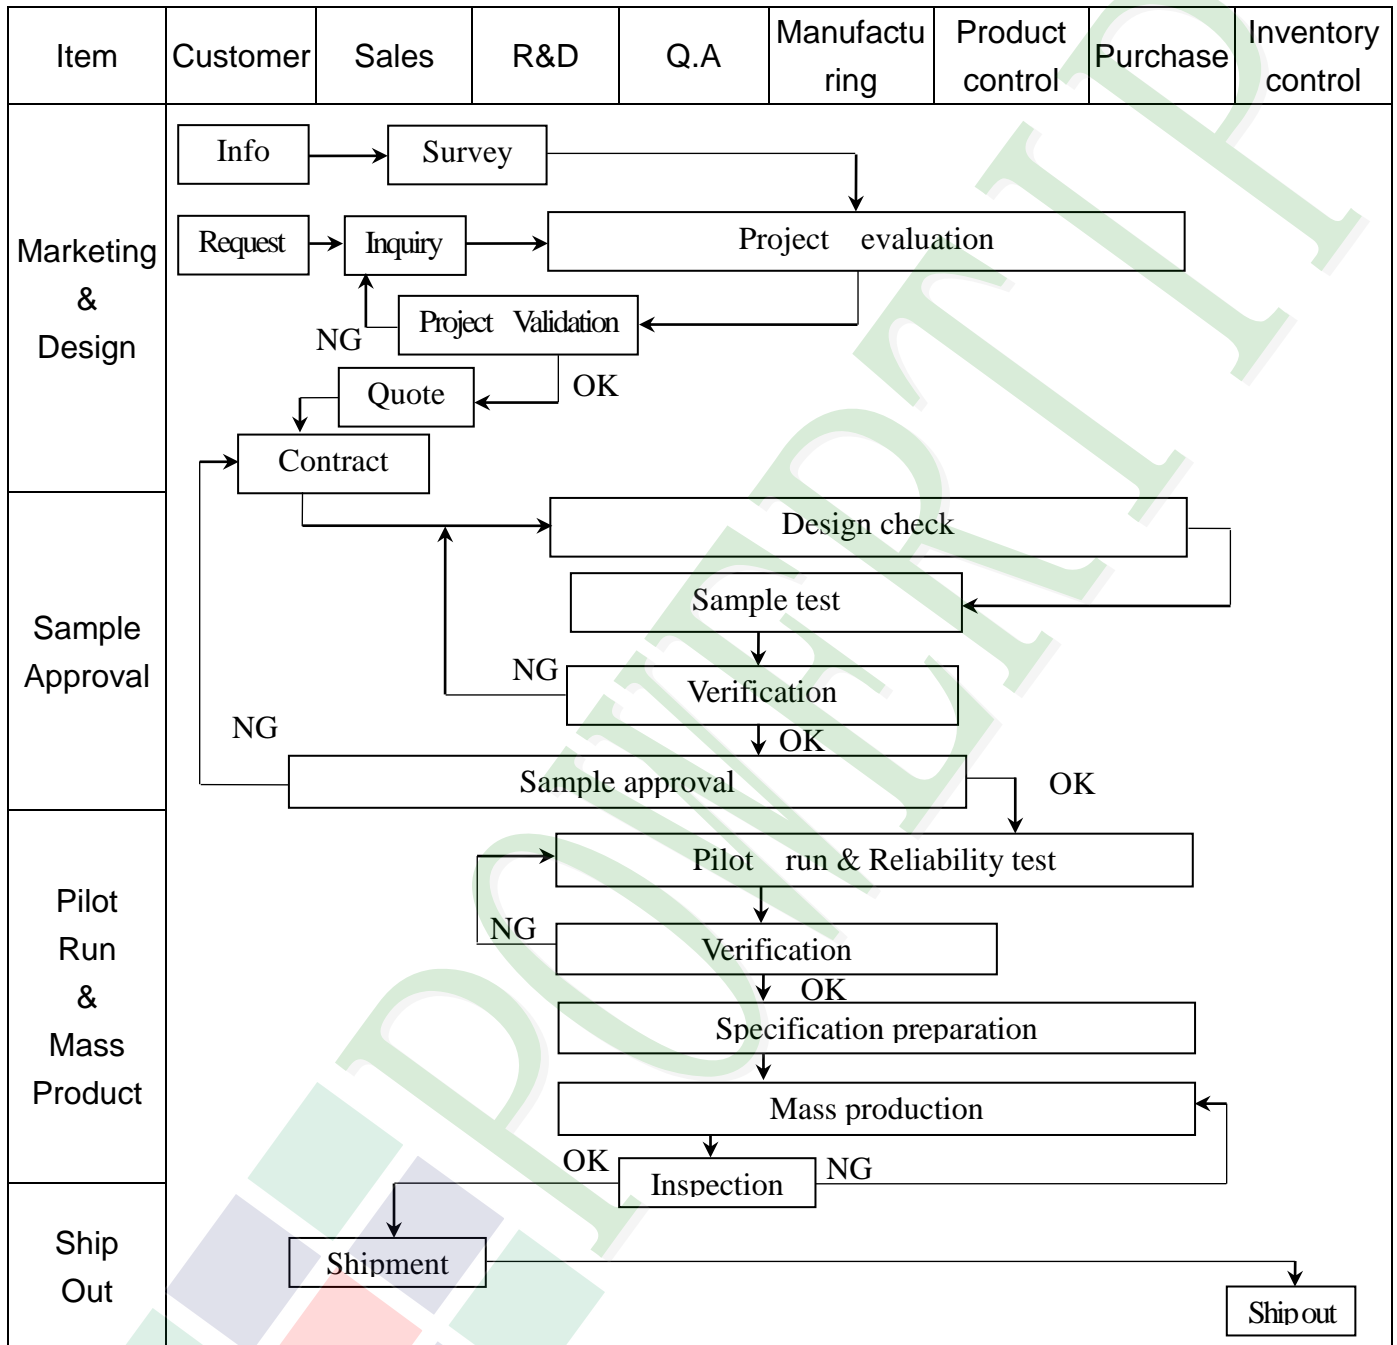 Item
Customer
Sales
R&D
Q.A
Manufactu
ring
Product
control
Purchase
Inventory
control
Marketing
&
Design
Info
Survey
Request
Inquiry
Project evaluation
NG
Project Validation
OK
Quote
Contract
Sample
Approval
Design check
Sample test
NG
Verification
OK
NG
Sample approval
OK
Pilot
Run
&
Mass
Product
Pilot run & Reliability test
NG
Verification
OK
Specification preparation
Mass production
OK
Inspection
NG
Ship
Out
Shipment
Ship out
POWERTIP